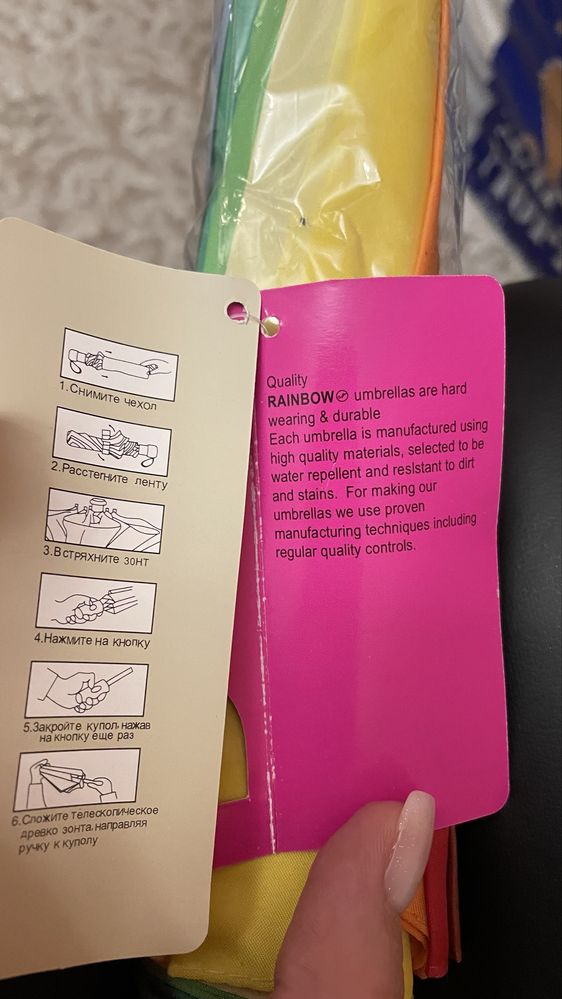 1.Снимите чехол
2.Расстегните ленту
3.Встряхните зонт
4.Нажмите на кнопку
5.Закройте купол, нажав
на кнопку еще раз
6.Сложите телескопическое
древко зонта, направляя
ручку к куполу
Quality
RAINBOW umbrellas are hard
wearing & durable
Each umbrella is manufactured using
high quality materials, selected to be
water repellent and resIstant to dirt
and stains. For making our
umbrellas we use proven
manufacturing techniques including
regular quality controls.